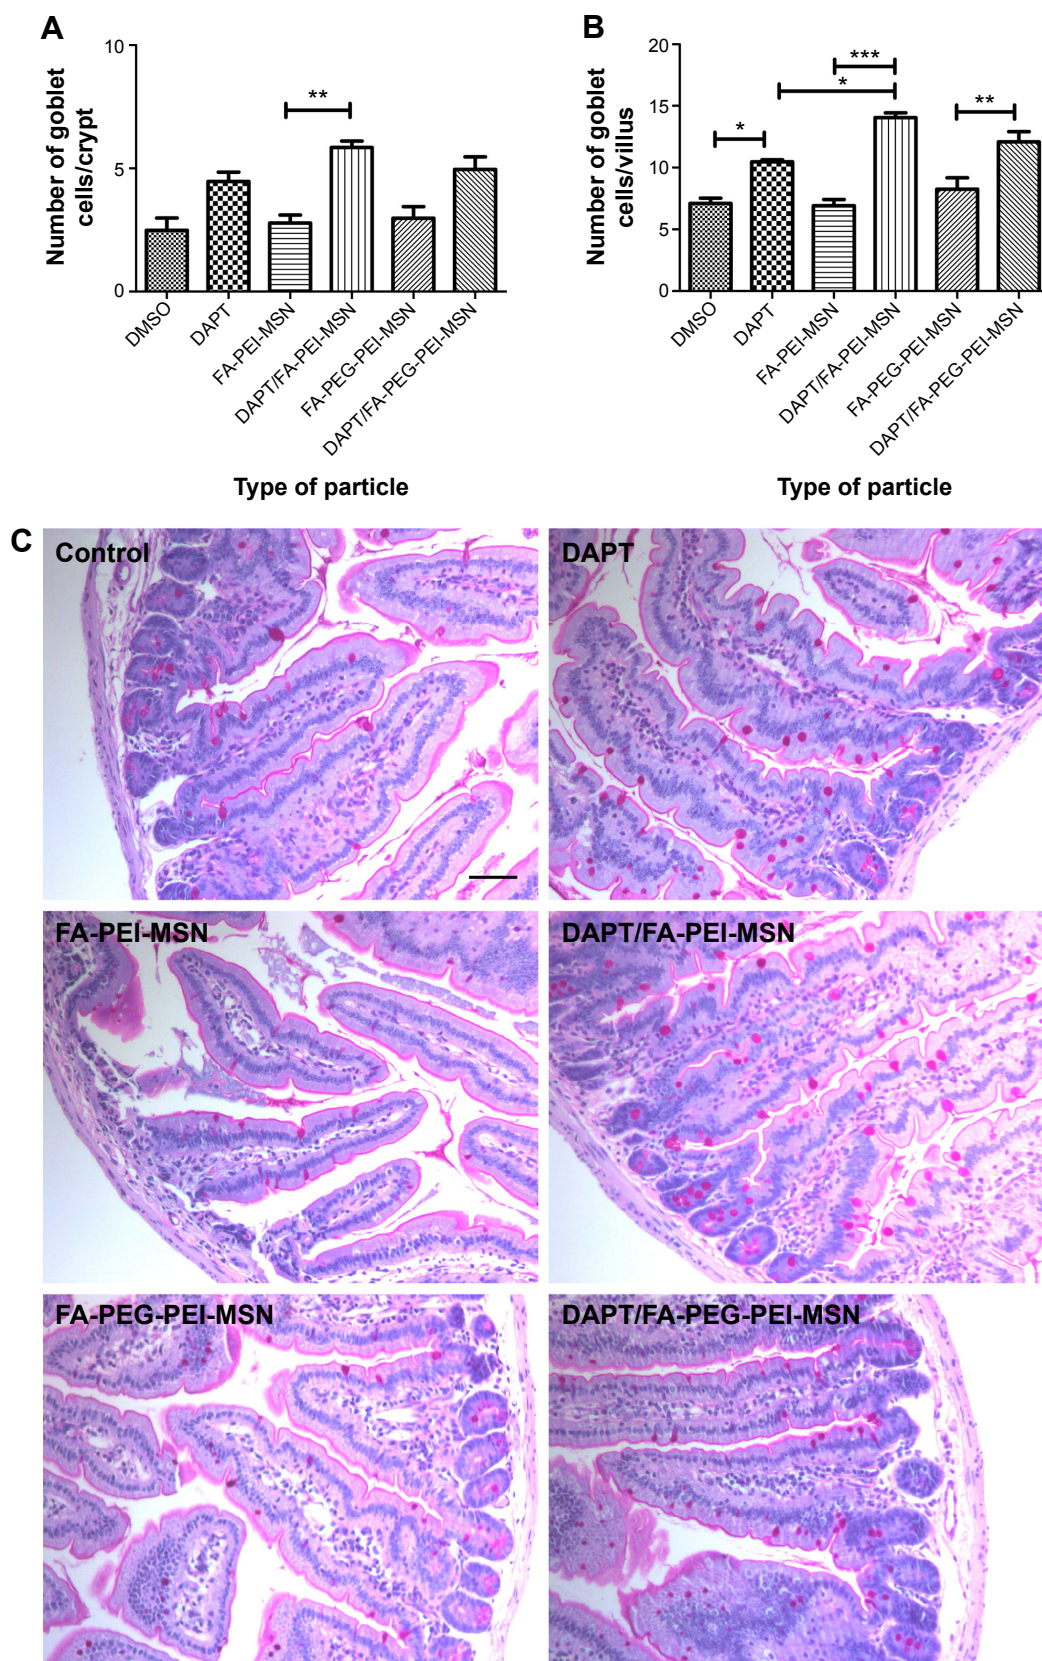 A
Number of goblet
cells/crypt
10
5
0
**
DMSO
DAPT
FA-PEI-MSN
DAPT/FA-PEI-MSN
FA-PEG-PEI-MSN
DAPT/FA-PEG-PEI-MSN
Type of particle
B
Number of goblet
cells/villus
20
15
10
5
0
*
*
***
**
DMSO
DAPT
FA-PEI-MSN
DAPT/FA-PEI-MSN
FA-PEG-PEI-MSN
DAPT/FA-PEG-PEI-MSN
Type of particle
C
Control
DAPT
FA-PEI-MSN
DAPT/FA-PEI-MSN
FA-PEG-PEI-MSN
DAPT/FA-PEG-PEI-MSN